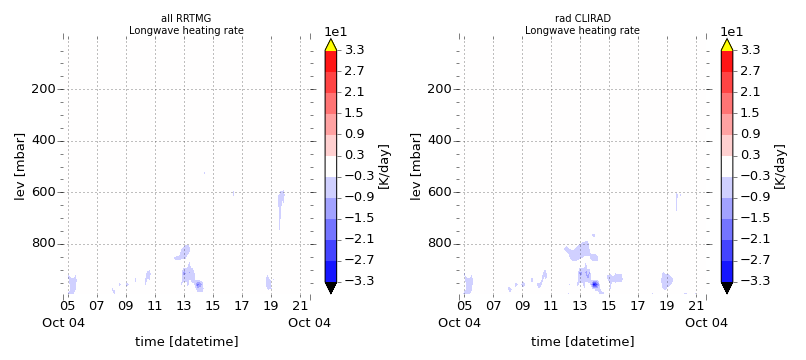 all RRTMG
Longwave heating rate
1e1
200
400
600
800
lev [mbar]
05 07 09 11 13 15 17 19 21
Oct 04 Oct 04
time [datetime]
3.3
2.7
2.1
1.5
0.9
0.3
−0.3
−0.9
−1.5
−2.1
−2.7
−3.3
[K/day]
rad CLIRAD
Longwave heating rate
1e1
200
400
600
800
lev [mbar]
05 07 09 11 13 15 17 19 21
Oct 04 Oct 04
time [datetime]
3.3
2.7
2.1
1.5
0.9
0.3
−0.3
−0.9
−1.5
−2.1
−2.7
−3.3
[K/day]